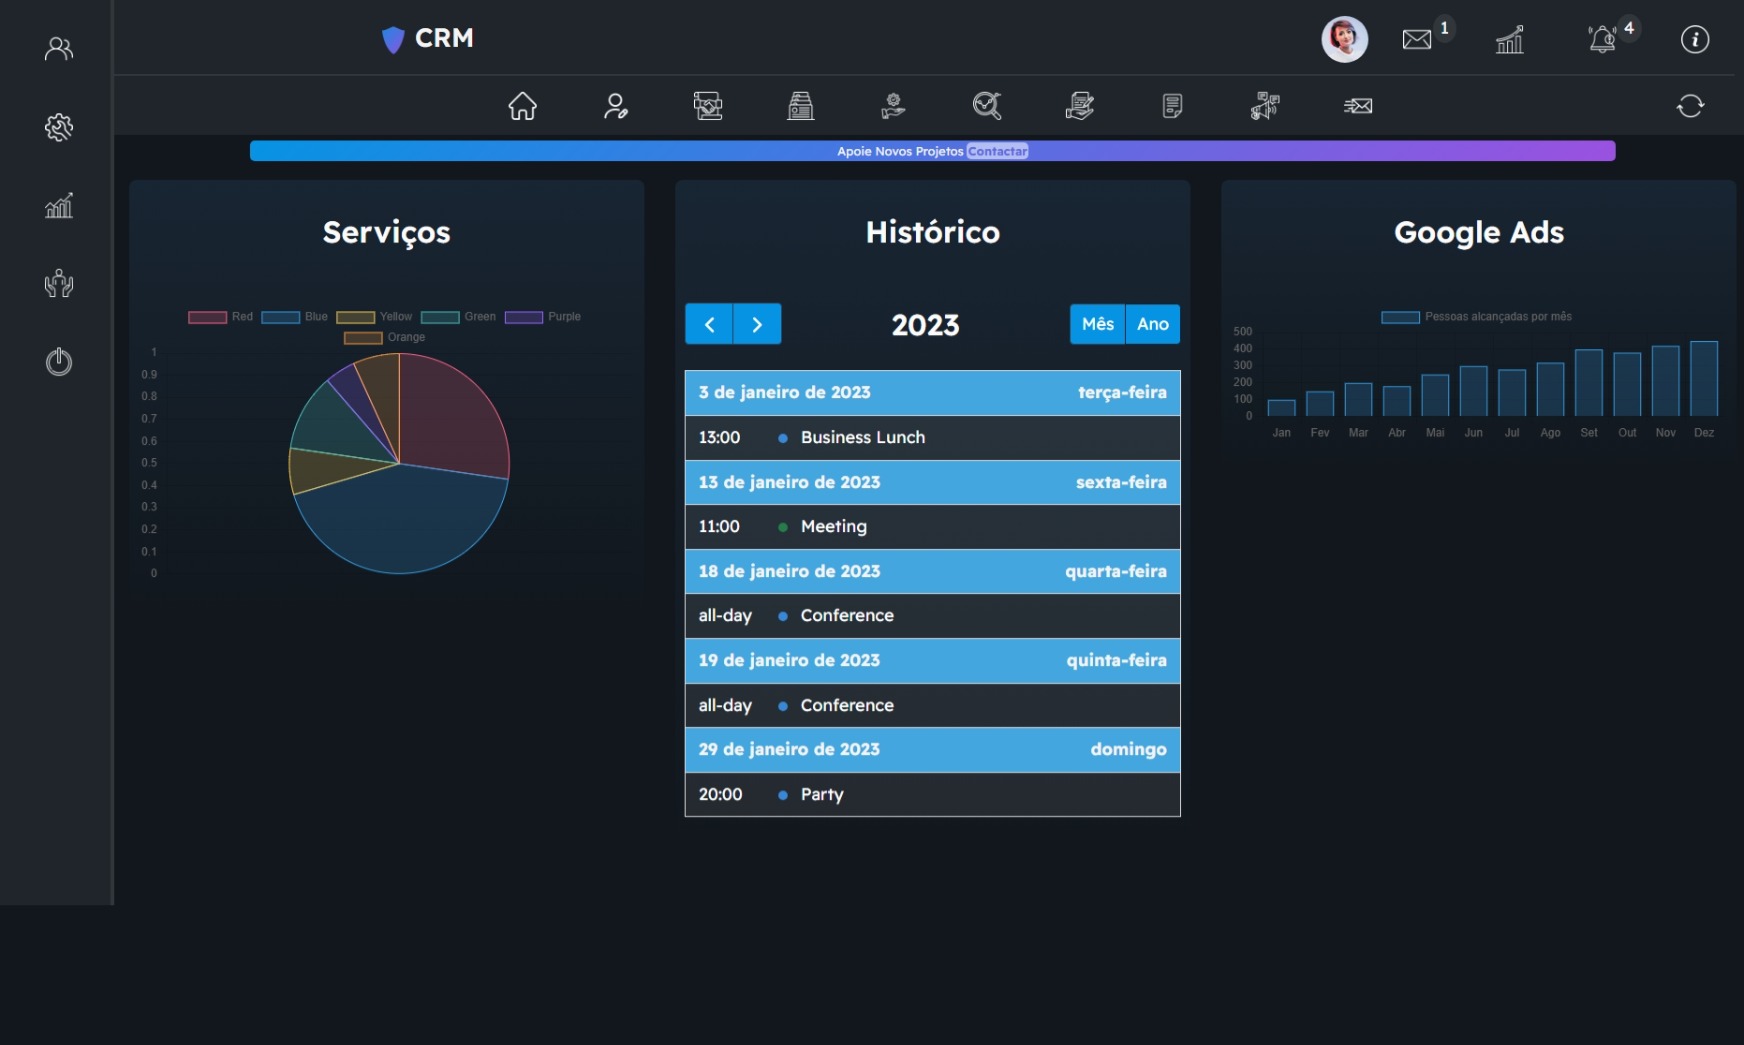 CRM
1
4
Apoie Novos Projetos Contactar
Serviços
Red Blue Yellow Green Purple
Orange
1
0.9
0.8
0.7
0.6
0.5
0.4
0.3
0.2
0.1
0
Histórico
2023
Mês Ano
3 de janeiro de 2023 terça-feira
13:00 Business Lunch
13 de janeiro de 2023 sexta-feira
11:00 Meeting
18 de janeiro de 2023 quarta-feira
all-day Conference
19 de janeiro de 2023 quinta-feira
all-day Conference
29 de janeiro de 2023 domingo
20:00 Party
Google Ads
Pessoas alcançadas por mês
500
400
300
200
100
0
Jan Fev Mar Abr Mai Jun Jul Ago Set Out Nov Dez